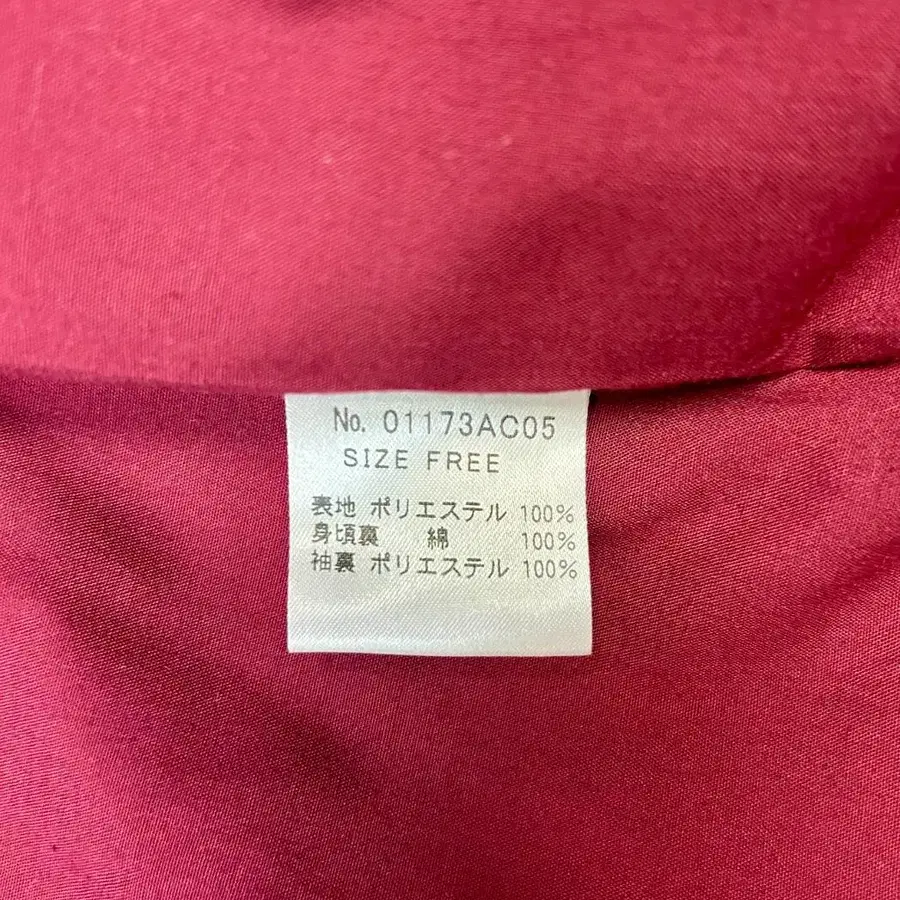 No. 01173AC05
SIZE FREE
表地 ポリエステル 100%
身頃裏 綿 100%
袖裏 ポリエステル 100%